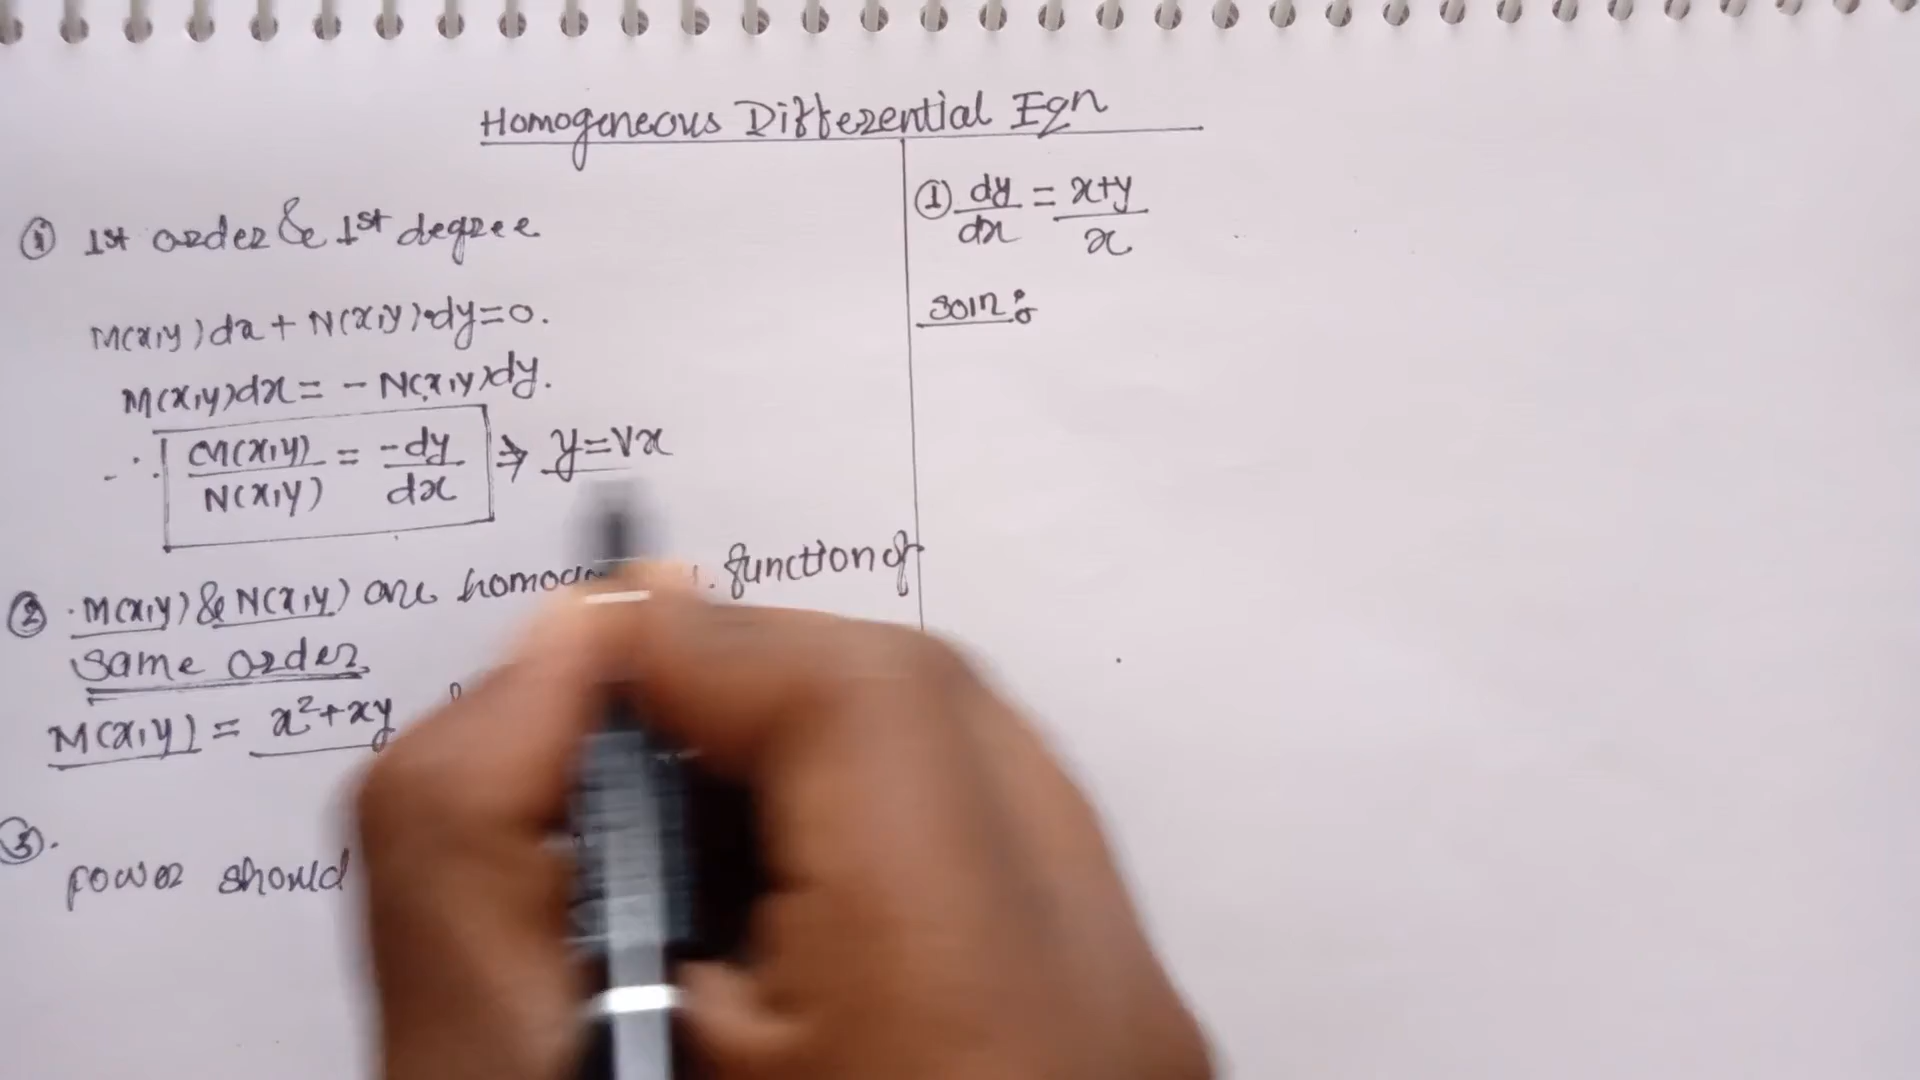 Homogeneous Differential Eqn
① 1st order & 1st degree
M(x,y)dx + N(x,y)·dy=0.
M(x,y)dx = - N(x,y)dy.
∴ M(x,y)/N(x,y) = -dy/dx ⇒ y=vx
② ·M(x,y) & N(x,y) are function of
same order
M(x,y) = x²+xy
③.
power should
① dy/dx = x+y/x
soln: